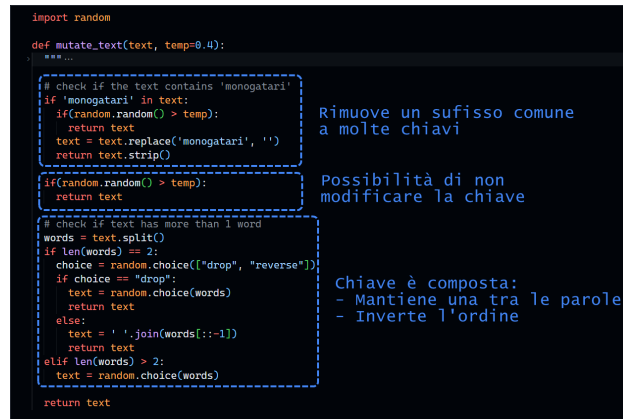 import random
def mutate_text(text, temp=0.4):
""" ...
# check if the text contains 'monogatari'
if 'monogatari' in text:
if(random.random() > temp):
return text
text = text.replace('monogatari', '')
return text.strip()
Rimuove un sufisso comune
a molte chiavi
if(random.random() > temp):
return text
Possibilità di non
modificare la chiave
# check if text has more than 1 word
words = text.split()
if len(words) == 2:
choice = random.choice(["drop", "reverse"])
if choice == "drop":
text = random.choice(words)
return text
else:
text = ' '.join(words[::-1])
return text
elif len(words) > 2:
text = random.choice(words)
Chiave è composta:
- Mantiene una tra le parole
- Inverte l'ordine
return text